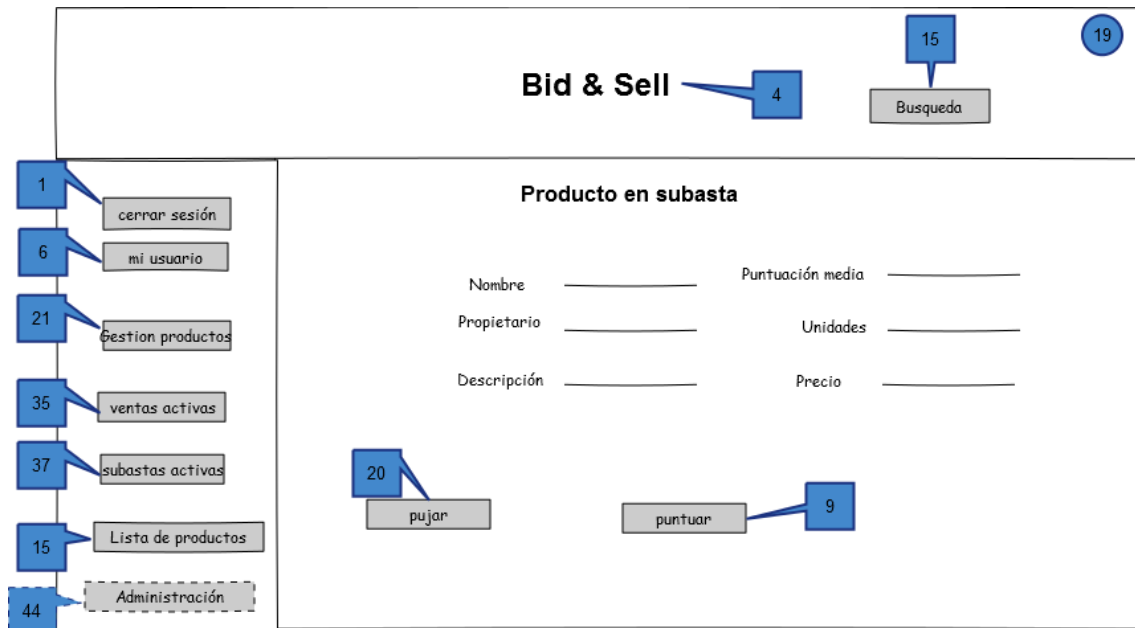 15
19
Bid & Sell
4
Busqueda
1
cerrar sesión
6
mi usuario
21
Gestion productos
35
ventas activas
37
subastas activas
15
Lista de productos
44
Administración
Producto en subasta
Nombre
Puntuación media
Propietario
Unidades
Descripción
Precio
20
pujar
9
puntuar